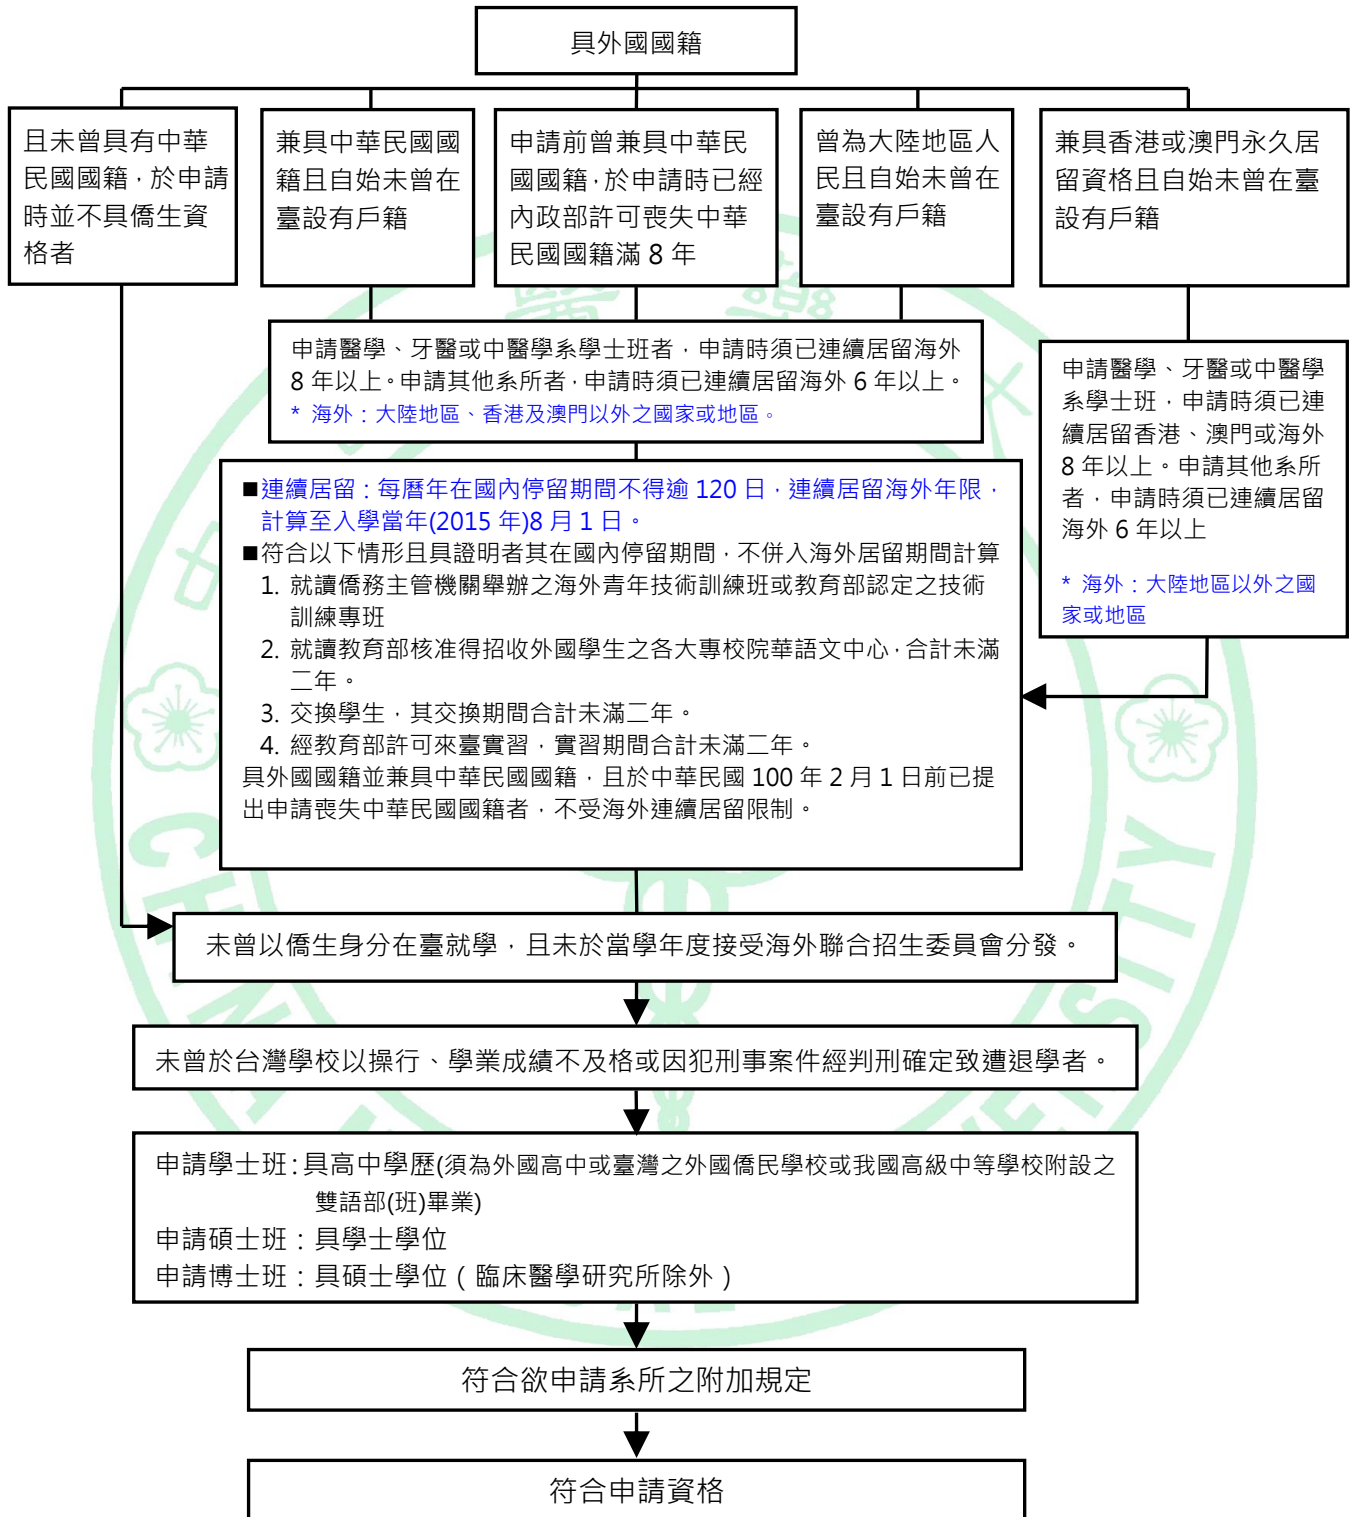 具外國國籍
且未曾具有中華
民國國籍，於申請
時並不具僑生資
格者
兼具中華民國國
籍且自始未曾在
臺設有戶籍
申請前曾兼具中華民
國國籍，於申請時已經
內政部許可喪失中華
民國國籍滿 8 年
曾為大陸地區人
民且自始未曾在
臺設有戶籍
兼具香港或澳門永久居
留資格且自始未曾在臺
設有戶籍
申請醫學、牙醫或中醫學系學士班者，申請時須已連續居留海外
8 年以上。申請其他系所者，申請時須已連續居留海外 6 年以上。
* 海外：大陸地區、香港及澳門以外之國家或地區。
申請醫學、牙醫或中醫學
系學士班，申請時須已連
續居留香港、澳門或海外
8 年以上。申請其他系所
者，申請時須已連續居留
海外 6 年以上
* 海外：大陸地區以外之國
家或地區
■連續居留：每曆年在國內停留期間不得逾 120 日，連續居留海外年限，
計算至入學當年(2015 年)8 月 1 日。
■符合以下情形且具證明者其在國內停留期間，不併入海外居留期間計算
1. 就讀僑務主管機關舉辦之海外青年技術訓練班或教育部認定之技術
訓練專班
2. 就讀教育部核准得招收外國學生之各大專校院華語文中心，合計未滿
二年。
3. 交換學生，其交換期間合計未滿二年。
4. 經教育部許可來臺實習，實習期間合計未滿二年。
具外國國籍並兼具中華民國國籍，且於中華民國 100 年 2 月 1 日前已提
出申請喪失中華民國國籍者，不受海外連續居留限制。
未曾以僑生身分在臺就學，且未於當學年度接受海外聯合招生委員會分發。
未曾於台灣學校以操行、學業成績不及格或因犯刑事案件經判刑確定致遭退學者。
申請學士班：具高中學歷(須為外國高中或臺灣之外國僑民學校或我國高級中等學校附設之
雙語部(班)畢業)
申請碩士班：具學士學位
申請博士班：具碩士學位（臨床醫學研究所除外）
符合欲申請系所之附加規定
符合申請資格